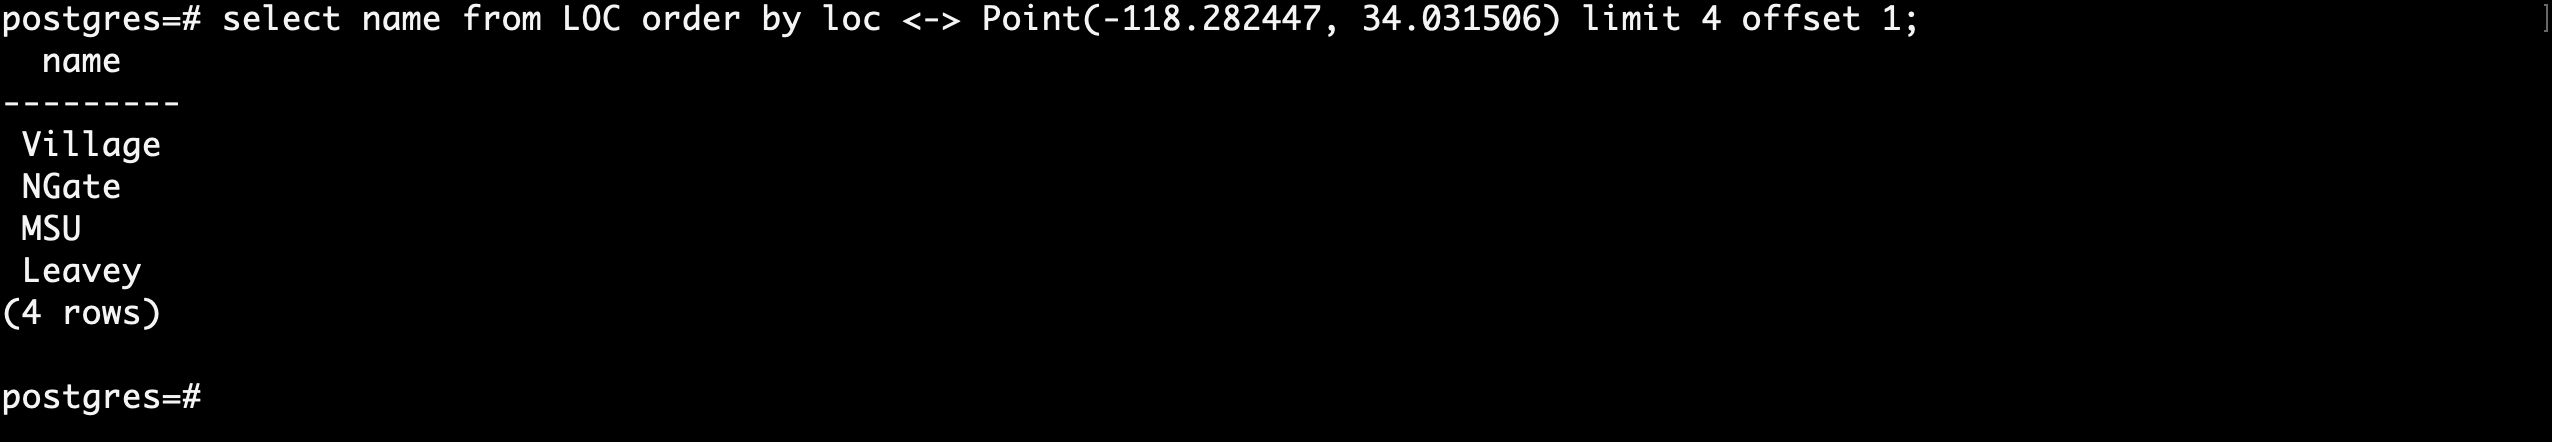 postgres=# select name from LOC order by loc <-> Point(-118.282447, 34.031506) limit 4 offset 1;
name
---------
Village
NGate
MSU
Leavey
(4 rows)
postgres=#